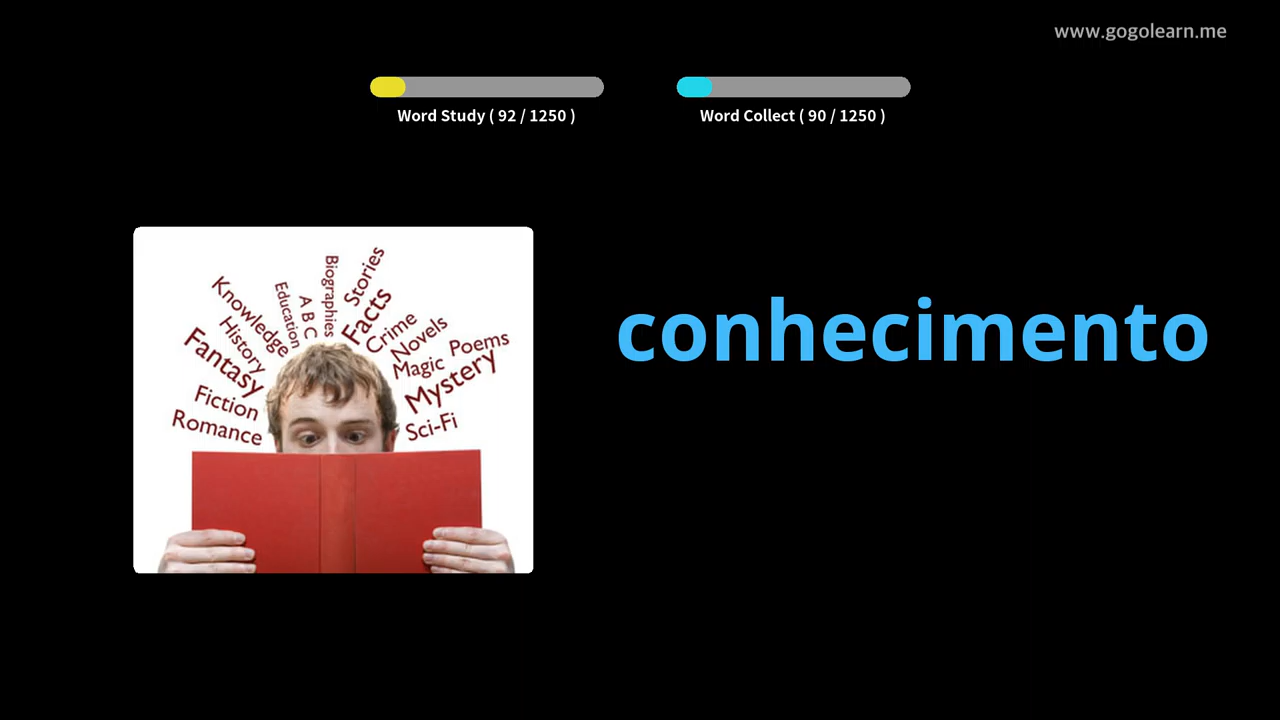 www.gogolearn.me
Word Study ( 92 / 1250 )
Word Collect ( 90 / 1250 )
conhecimento
Romance
Fiction
Fantasy
History
Knowledge
Education
A B C
Biographies
Stories
Facts
Crime
Novels
Magic
Poems
Mystery
Sci-Fi